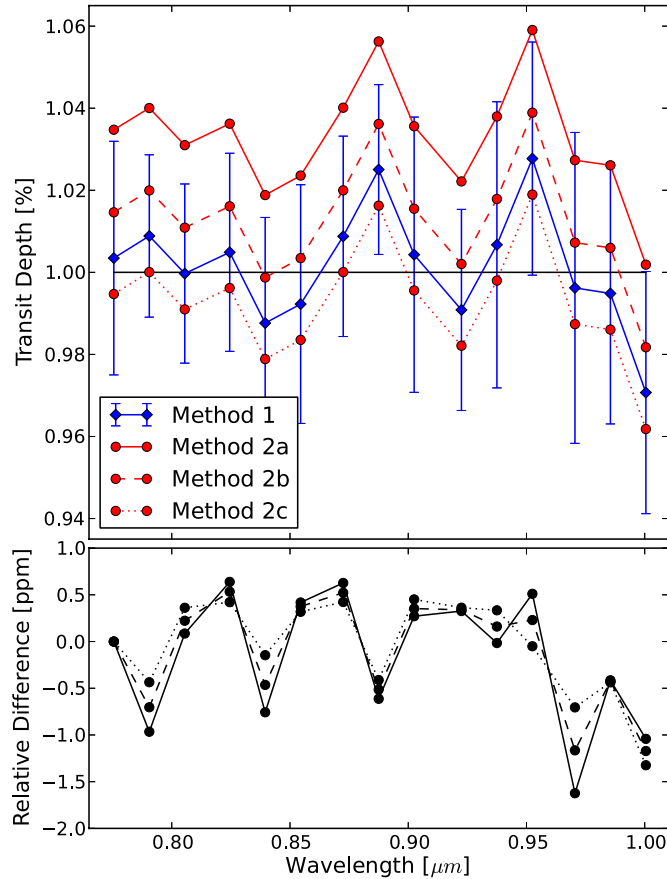 1.06
1.04
1.02
1.00
0.98
0.96
0.94
Transit Depth [%]
Method 1
Method 2a
Method 2b
Method 2c
1.0
0.5
0.0
−0.5
−1.0
−1.5
−2.0
Relative Difference [ppm]
0.80
0.85
0.90
0.95
1.00
Wavelength [μm]